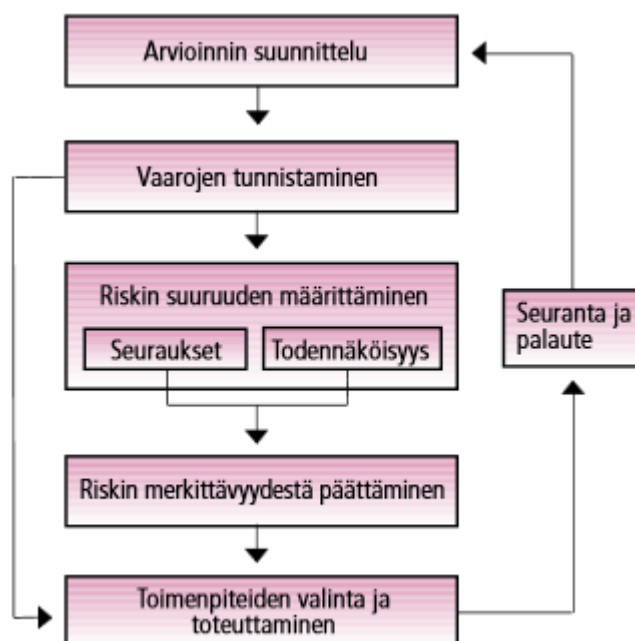 Arvioinnin suunnittelu
Vaarojen tunnistaminen
Riskin suuruuden määrittäminen
Seuraukset
Todennäköisyys
Seuranta ja
palaute
Riskin merkittävyydestä päättäminen
Toimenpiteiden valinta ja
toteuttaminen